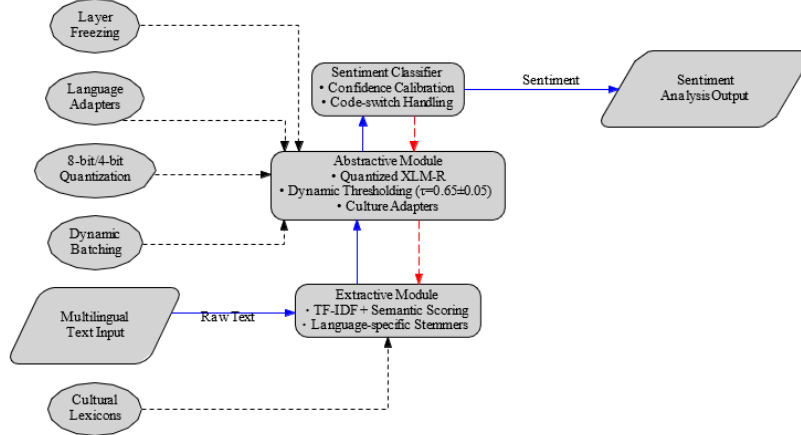 Layer
Freezing
Language
Adapters
8-bit/4-bit
Quantization
Dynamic
Batching
Multilingual
Text Input
Cultural
Lexicons
Raw Text
Sentiment Classifier
• Confidence Calibration
• Code-switch Handling
Abstractive Module
• Quantized XLM-R
• Dynamic Thresholding (τ=0.65±0.05)
• Culture Adapters
Extractive Module
• TF-IDF + Semantic Scoring
• Language-specific Stemmers
Sentiment
Sentiment
Analysis Output